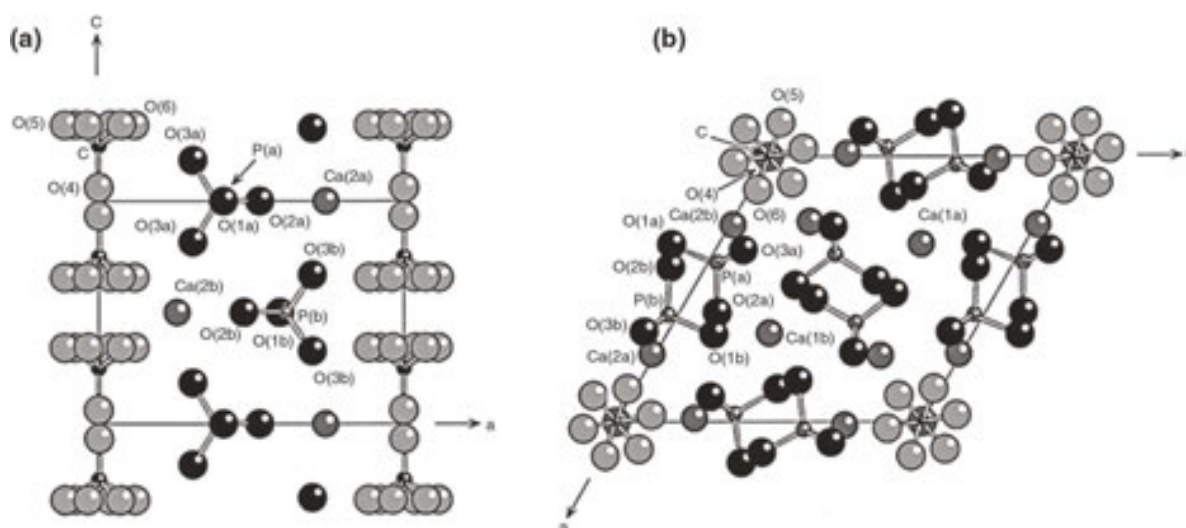 (a)
C
O(5)
O(6)
O(3a)
P(a)
C
O(4)
Ca(2a)
O(3a)
O(1a)
O(2a)
O(3b)
Ca(2b)
P(b)
O(2b)
O(1b)
O(3b)
a
(b)
O(5)
C
O(4)
O(1a)
Ca(2b)
O(6)
Ca(1a)
O(3a)
O(2b)
P(a)
P(b)
O(2a)
O(3b)
Ca(1b)
Ca(2a)
O(1b)